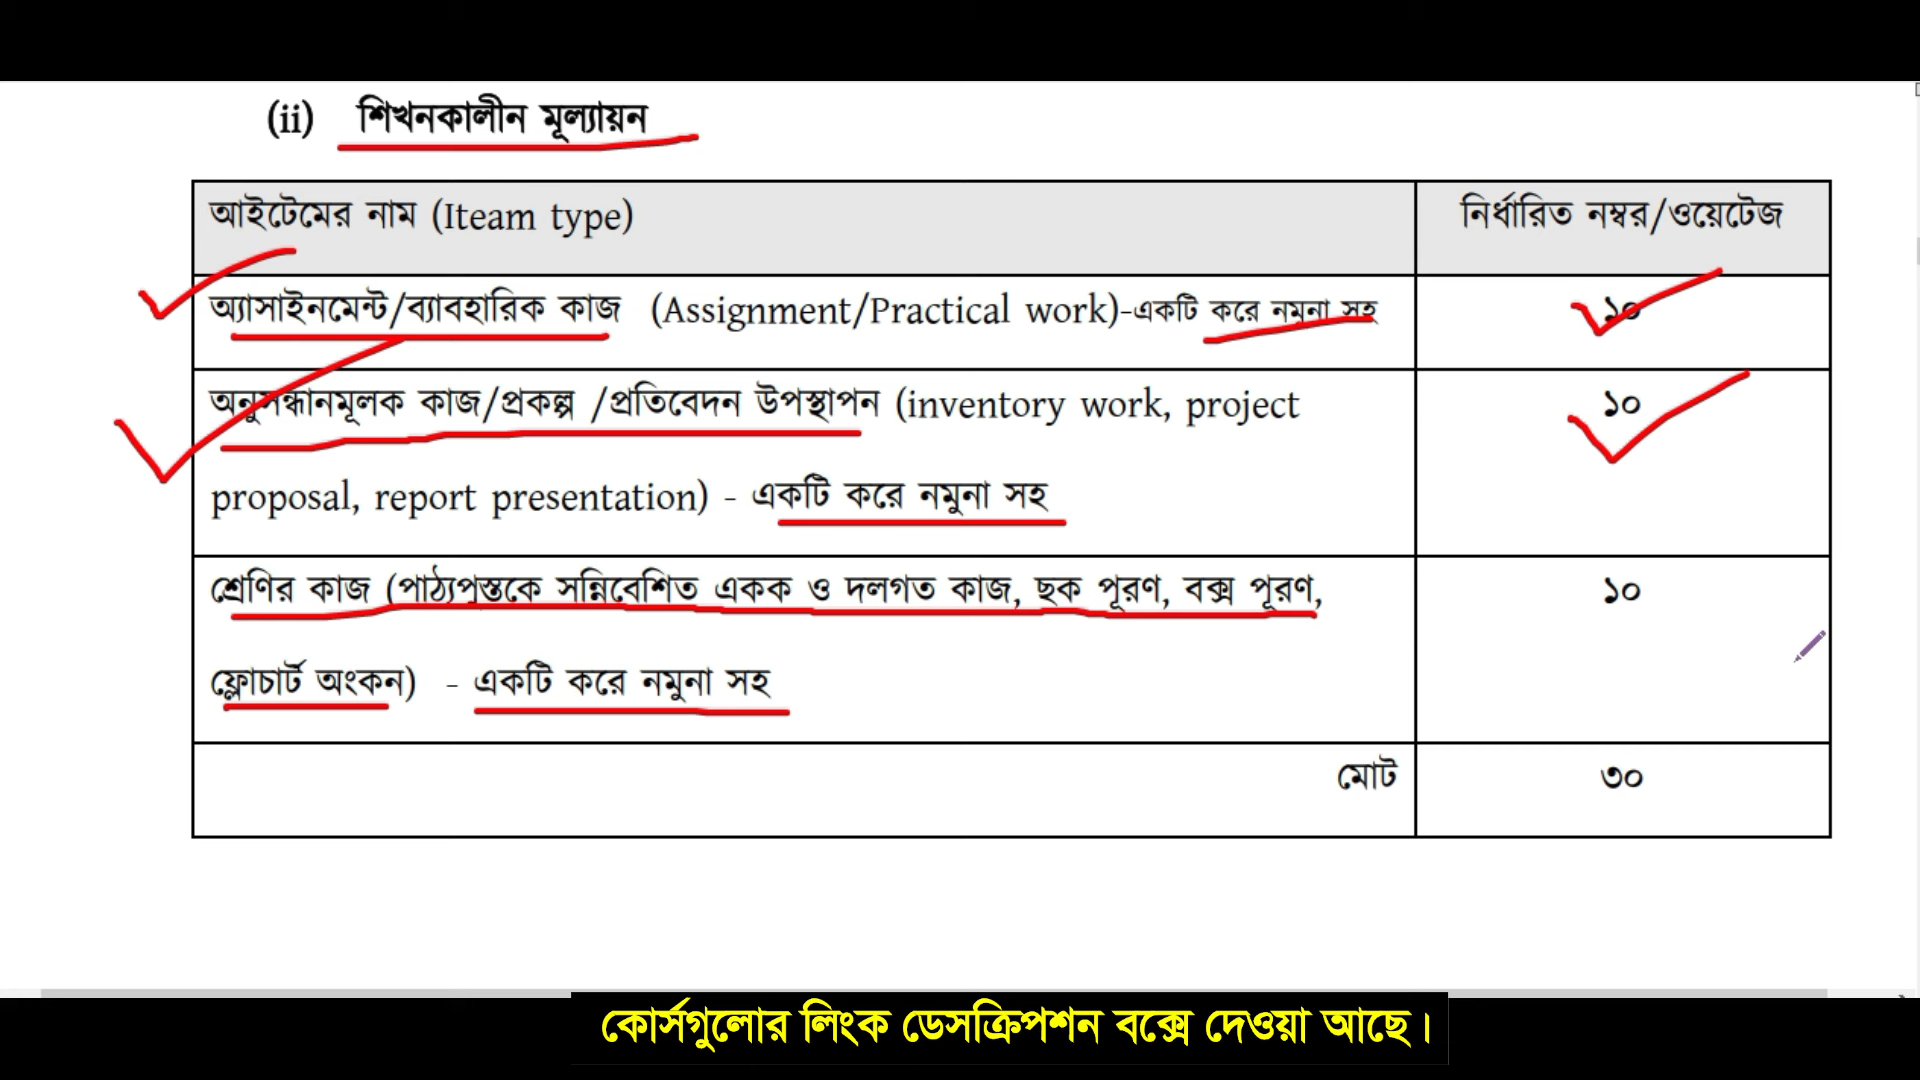 (ii) শিখনকালীন মূল্যায়ন
আইটেমের নাম (Iteam type) নির্ধারিত নম্বর/ওয়েটেজ
অ্যাসাইনমেন্ট/ব্যাবহারিক কাজ (Assignment/Practical work)-একটি করে নমুনা সহ ১০
অনুসন্ধানমূলক কাজ/প্রকল্প /প্রতিবেদন উপস্থাপন (inventory work, project ১০
proposal, report presentation) - একটি করে নমুনা সহ
শ্রেণির কাজ (পাঠ্যপুস্তকে সন্নিবেশিত একক ও দলগত কাজ, ছক পূরণ, বক্স পূরণ, ১০
ফ্লোচার্ট অংকন) - একটি করে নমুনা সহ
মোট ৩০
কোর্সগুলোর লিংক ডেসক্রিপশন বক্সে দেওয়া আছে।